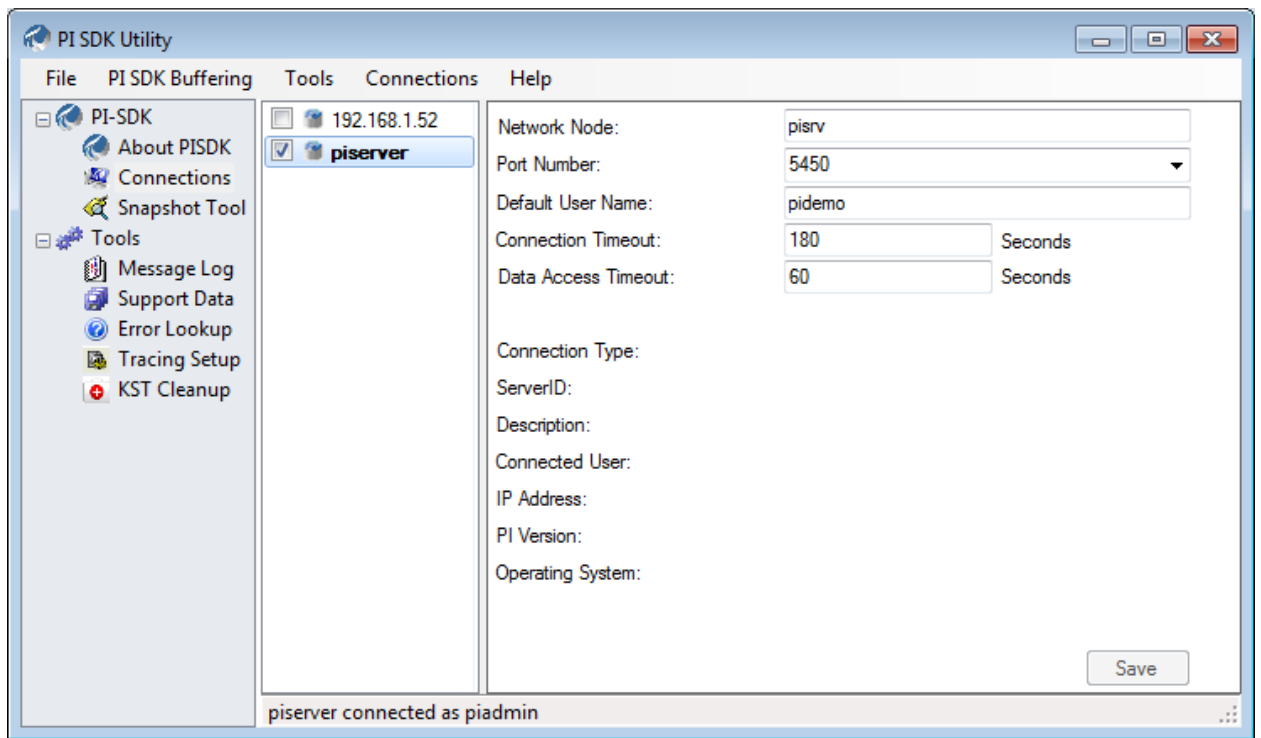 PI SDK Utility
File PI SDK Buffering Tools Connections Help
PI-SDK
About PISDK
Connections
Snapshot Tool
Tools
Message Log
Support Data
Error Lookup
Tracing Setup
KST Cleanup
192.168.1.52
piserver
Network Node: pisrv
Port Number: 5450
Default User Name: pidemo
Connection Timeout: 180 Seconds
Data Access Timeout: 60 Seconds
Connection Type:
ServerID:
Description:
Connected User:
IP Address:
PI Version:
Operating System:
Save
piserver connected as piadmin